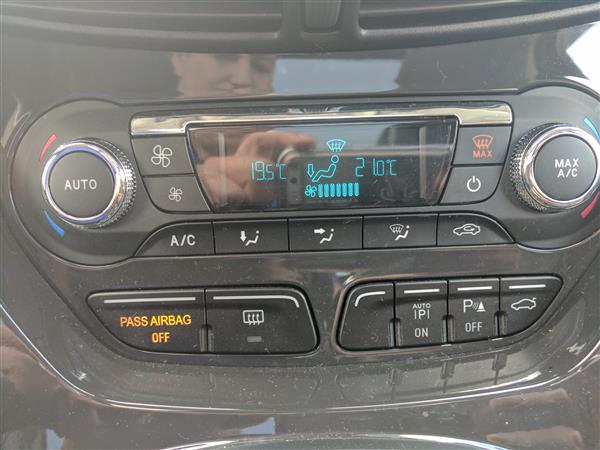 19.5°C 21.0°C
MAX
AUTO
MAX
A/C
A/C
PASS AIRBAG
OFF
AUTO
|P|
ON
P
OFF